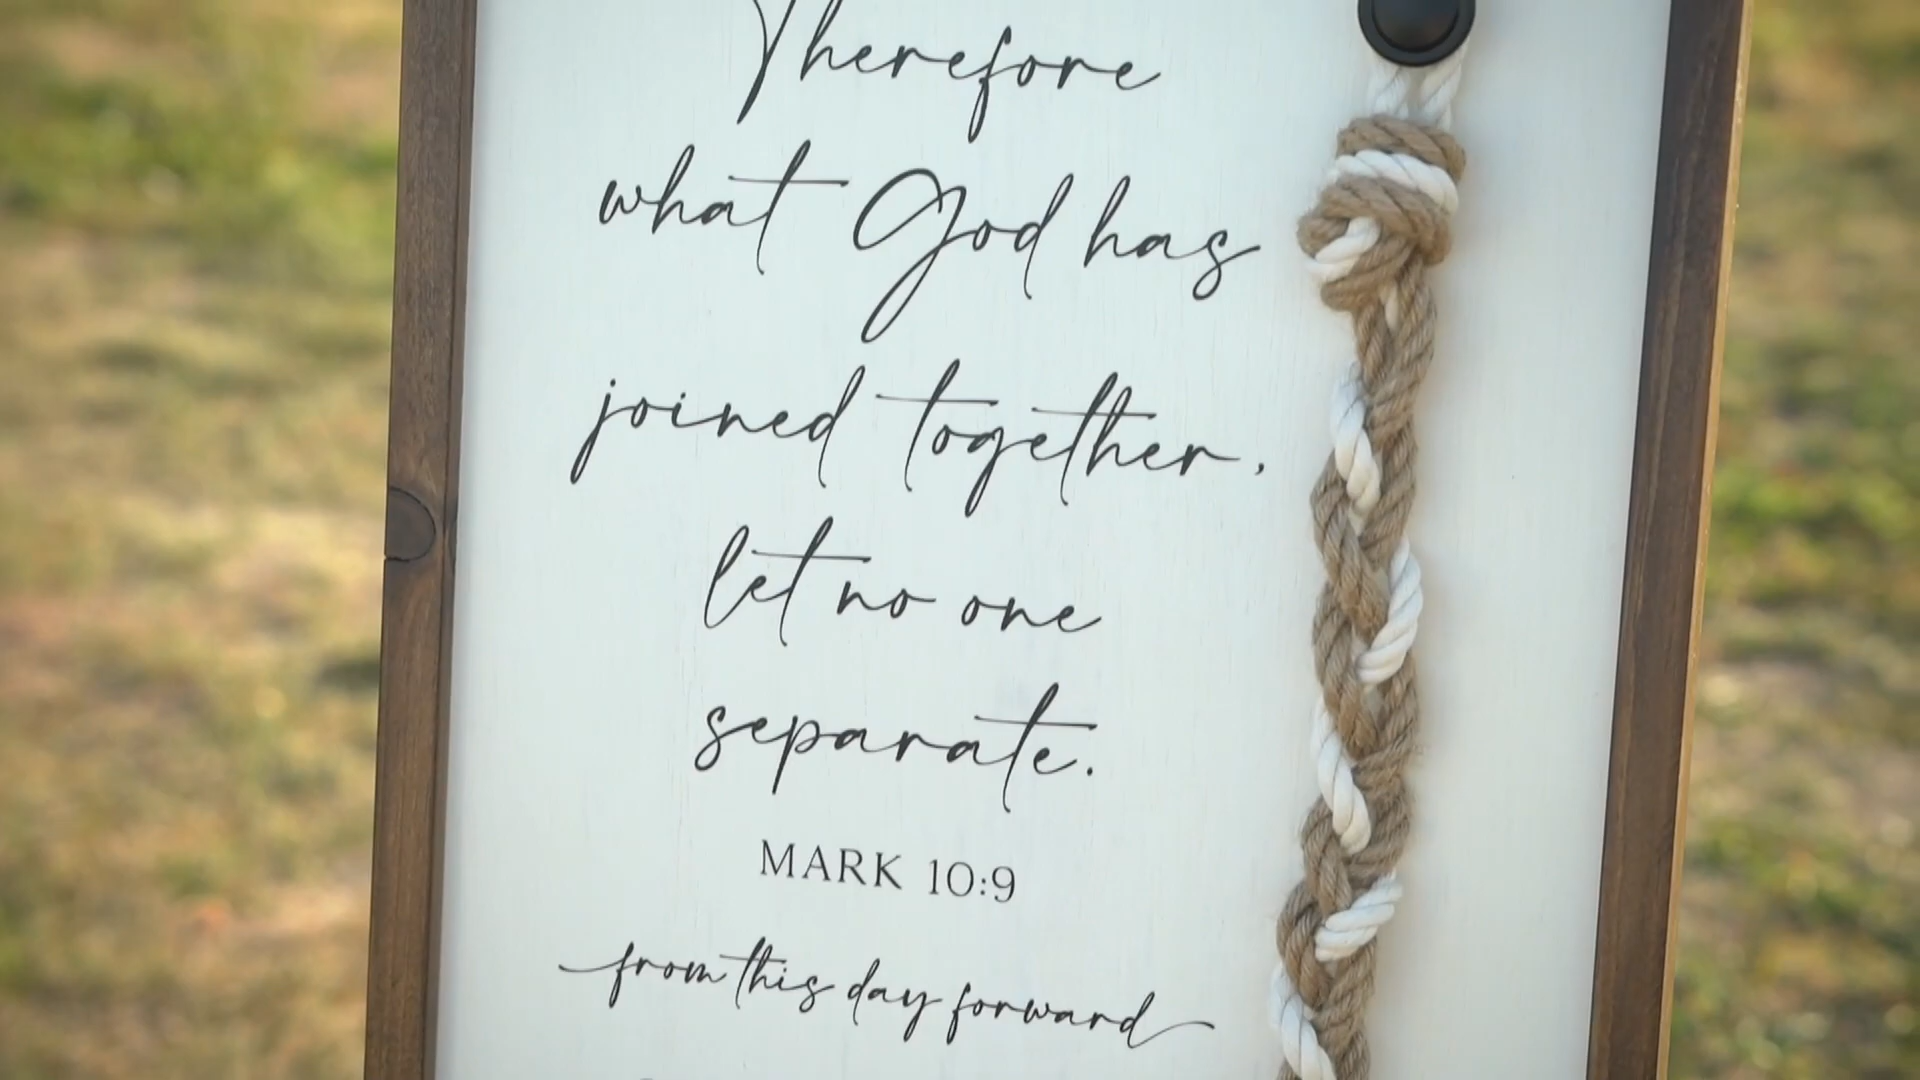 Therefore
what God has
joined together,
let no one
separate.
MARK 10:9
from this day forward